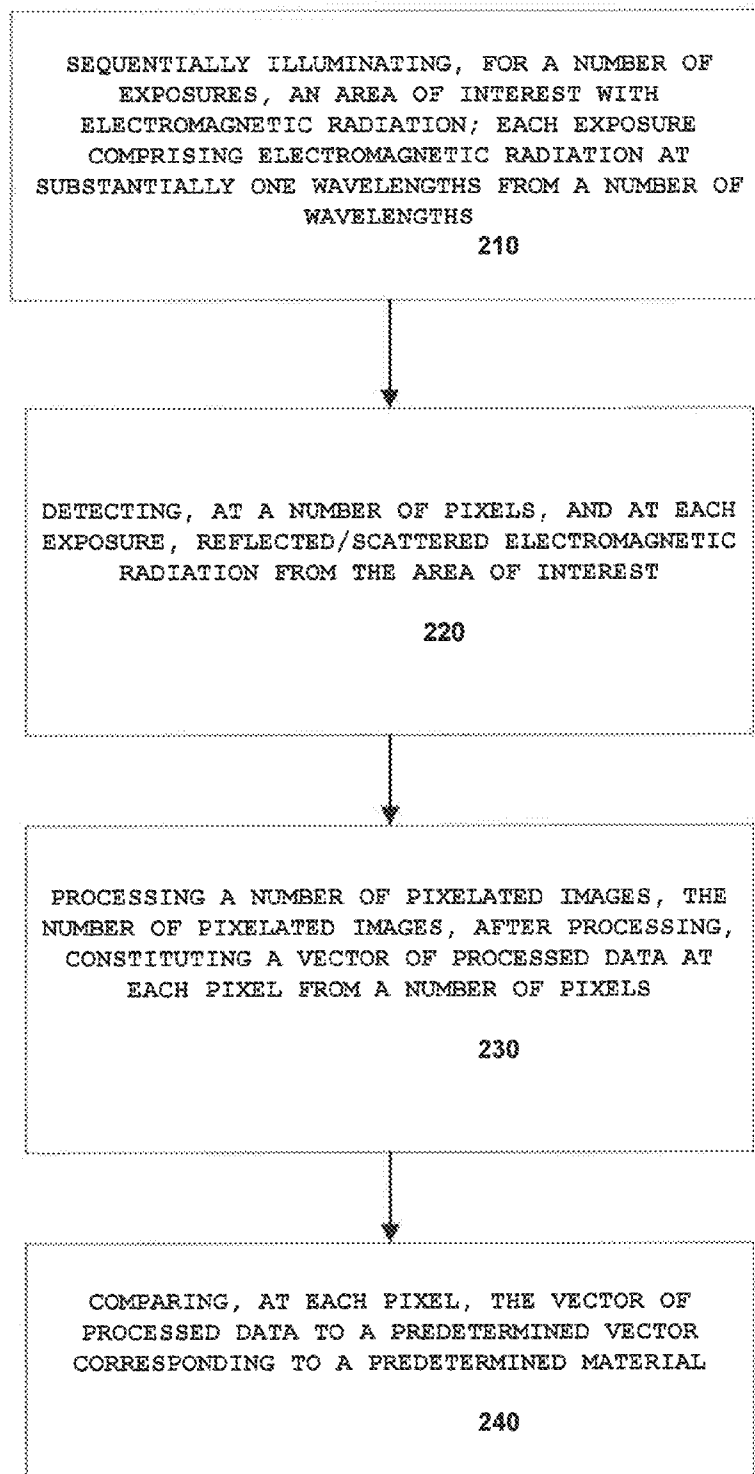 SEQUENTIALLY ILLUMINATING, FOR A NUMBER OF
EXPOSURES, AN AREA OF INTEREST WITH
ELECTROMAGNETIC RADIATION; EACH EXPOSURE
COMPRISING ELECTROMAGNETIC RADIATION AT
SUBSTANTIALLY ONE WAVELENGTHS FROM A NUMBER OF
WAVELENGTHS
210
DETECTING, AT A NUMBER OF PIXELS, AND AT EACH
EXPOSURE, REFLECTED/SCATTERED ELECTROMAGNETIC
RADIATION FROM THE AREA OF INTEREST
220
PROCESSING A NUMBER OF PIXELATED IMAGES, THE
NUMBER OF PIXELATED IMAGES, AFTER PROCESSING,
CONSTITUTING A VECTOR OF PROCESSED DATA AT
EACH PIXEL FROM A NUMBER OF PIXELS
230
COMPARING, AT EACH PIXEL, THE VECTOR OF
PROCESSED DATA TO A PREDETERMINED VECTOR
CORRESPONDING TO A PREDETERMINED MATERIAL
240